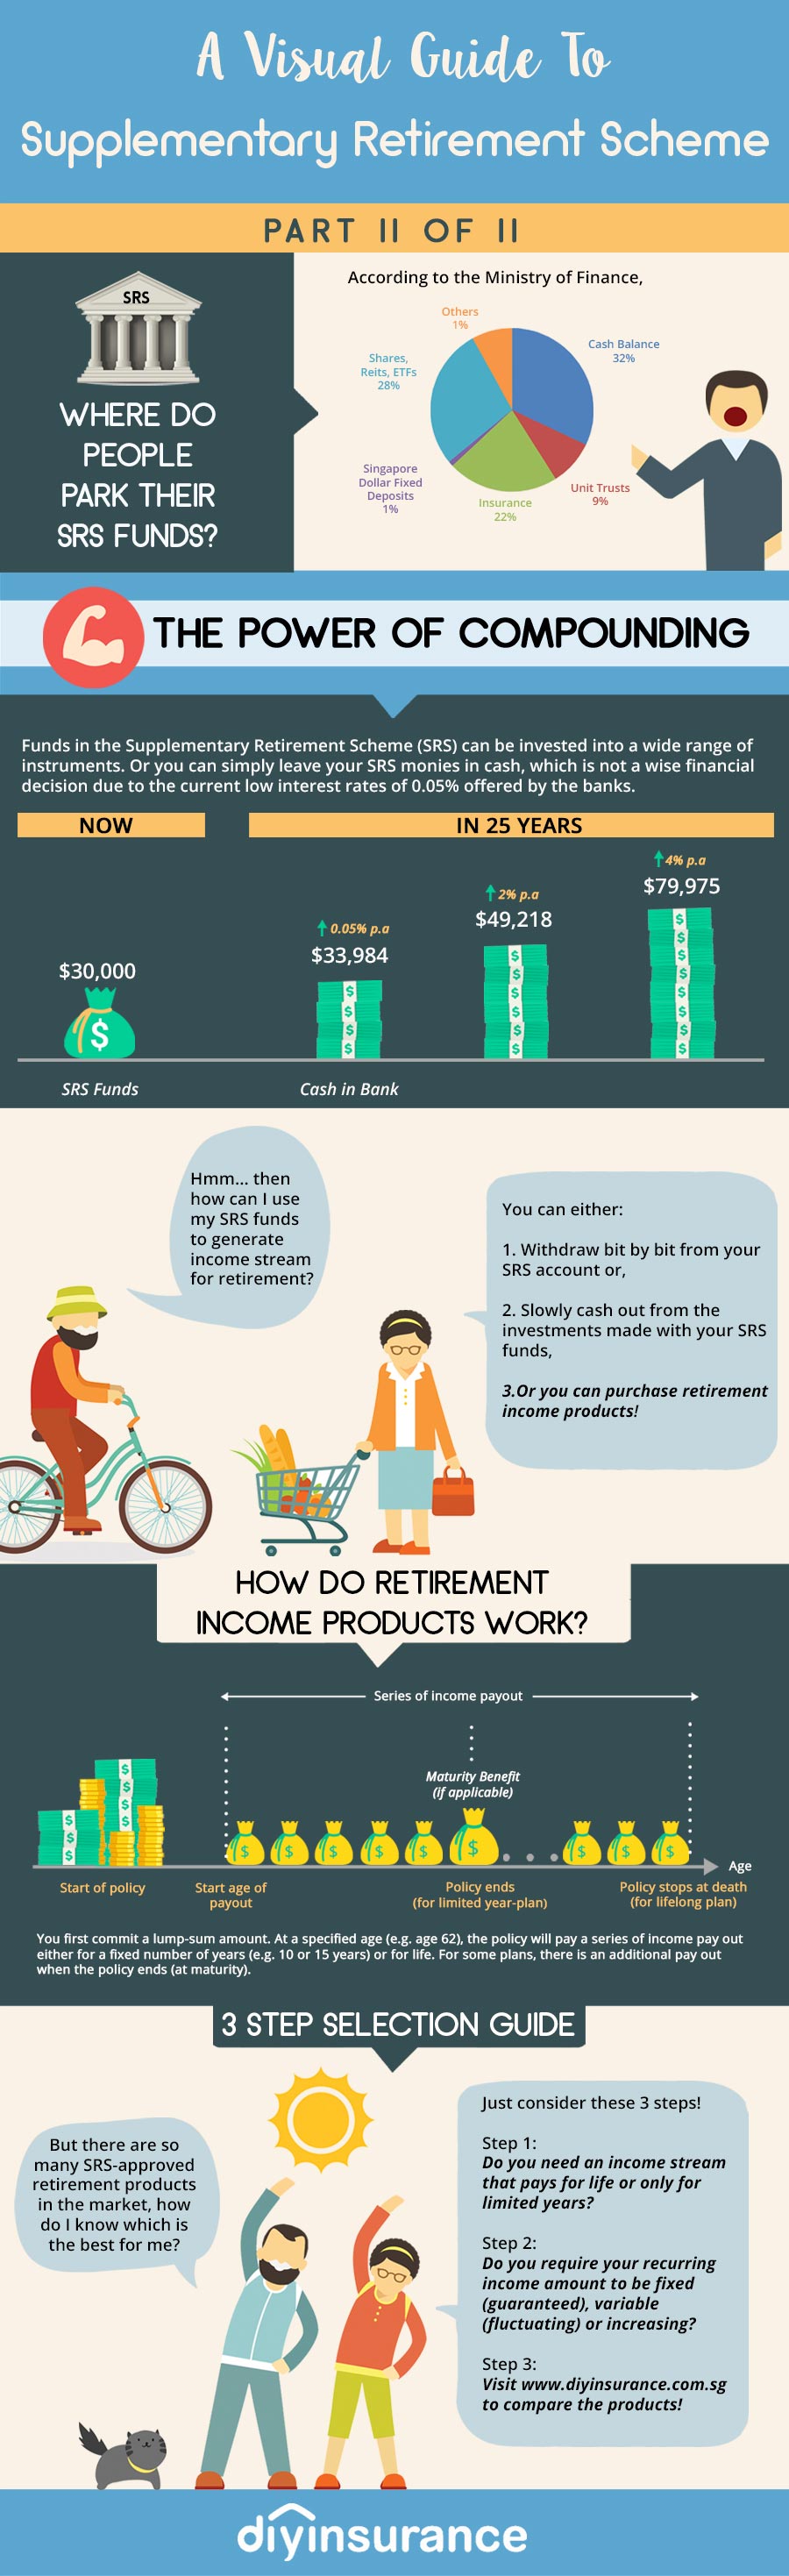 A Visual Guide To
Supplementary Retirement Scheme
PART II OF II
SRS
WHERE DO
PEOPLE
PARK THEIR
SRS FUNDS?
According to the Ministry of Finance,
Others
1%
Cash Balance
32%
Shares,
Reits, ETFs
28%
Singapore
Dollar Fixed
Deposits
1%
Insurance
22%
Unit Trusts
9%
THE POWER OF COMPOUNDING
Funds in the Supplementary Retirement Scheme (SRS) can be invested into a wide range of
instruments. Or you can simply leave your SRS monies in cash, which is not a wise financial
decision due to the current low interest rates of 0.05% offered by the banks.
NOW
IN 25 YEARS
$30,000
$
0.05% p.a
$33,984
$
$
$
$
2% p.a
$49,218
$
$
$
$
$
$
4% p.a
$79,975
$
$
$
$
$
$
$
$
SRS Funds
Cash in Bank
Hmm... then
how can I use
my SRS funds
to generate
income stream
for retirement?
You can either:
1. Withdraw bit by bit from your
SRS account or,
2. Slowly cash out from the
investments made with your SRS
funds,
3.Or you can purchase retirement
income products!
HOW DO RETIREMENT
INCOME PRODUCTS WORK?
Series of income payout
Maturity Benefit
(if applicable)
$
$
$
$
$
$
$
$ $ $ $ $ $ $ $ $
Age
Start of policy
Start age of
payout
Policy ends
(for limited year-plan)
Policy stops at death
(for lifelong plan)
You first commit a lump-sum amount. At a specified age (e.g. age 62), the policy will pay a series of income pay out
either for a fixed number of years (e.g. 10 or 15 years) or for life. For some plans, there is an additional pay out
when the policy ends (at maturity).
3 STEP SELECTION GUIDE
But there are so
many SRS-approved
retirement products
in the market, how
do I know which is
the best for me?
Just consider these 3 steps!
Step 1:
Do you need an income stream
that pays for life or only for
limited years?
Step 2:
Do you require your recurring
income amount to be fixed
(guaranteed), variable
(fluctuating) or increasing?
Step 3:
Visit www.diyinsurance.com.sg
to compare the products!
diyinsurance